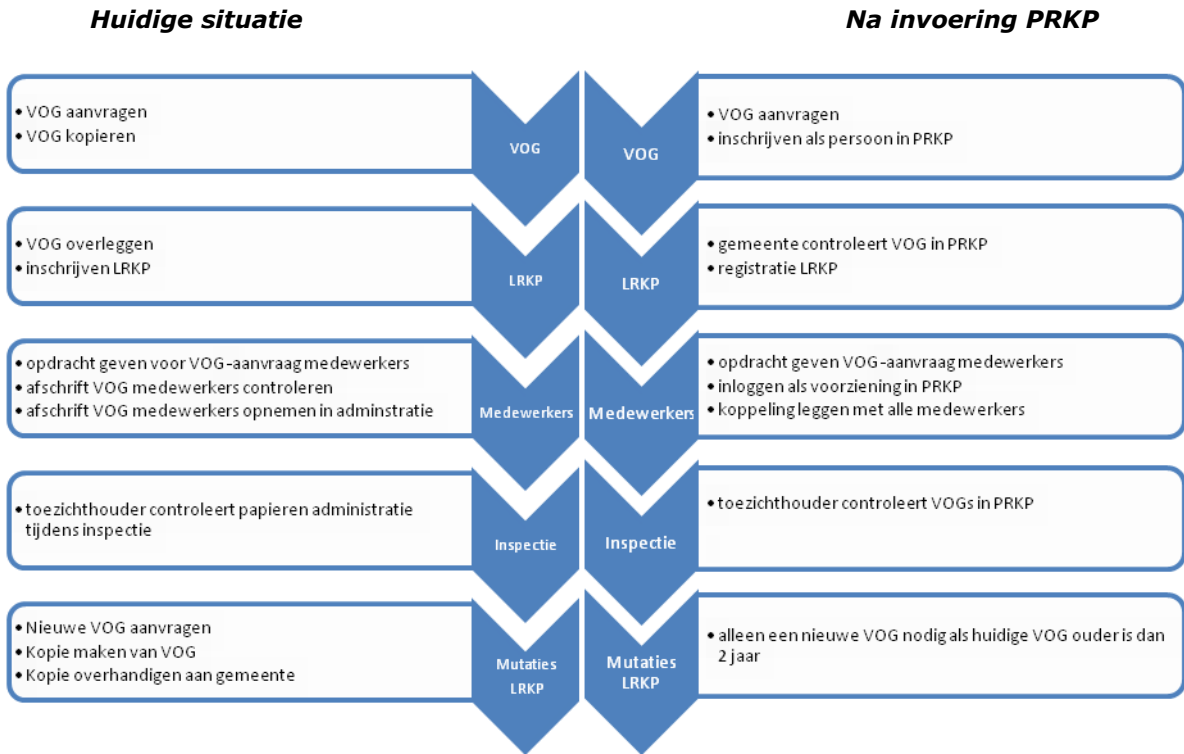 Huidige situatie
Na invoering PRKP
• VOG aanvragen
• VOG kopieren
VOG
VOG
• VOG aanvragen
• inschrijven als persoon in PRKP
• VOG overleggen
• inschrijven LRKP
LRKP
LRKP
• gemeente controleert VOG in PRKP
• registratie LRKP
• opdracht geven voor VOG-aanvraag medewerkers
• afschrift VOG medewerkers controleren
• afschrift VOG medewerkers opnemen in adminstratie
Medewerkers
Medewerkers
• opdracht geven VOG-aanvraag medewerkers
• inloggen als voorziening in PRKP
• koppeling leggen met alle medewerkers
• toezichthouder controleert papieren administratie
tijdens inspectie
Inspectie
Inspectie
• toezichthouder controleert VOGs in PRKP
• Nieuwe VOG aanvragen
• Kopie maken van VOG
• Kopie overhandigen aan gemeente
Mutaties
LRKP
Mutaties
LRKP
• alleen een nieuwe VOG nodig als huidige VOG ouder is dan
2 jaar